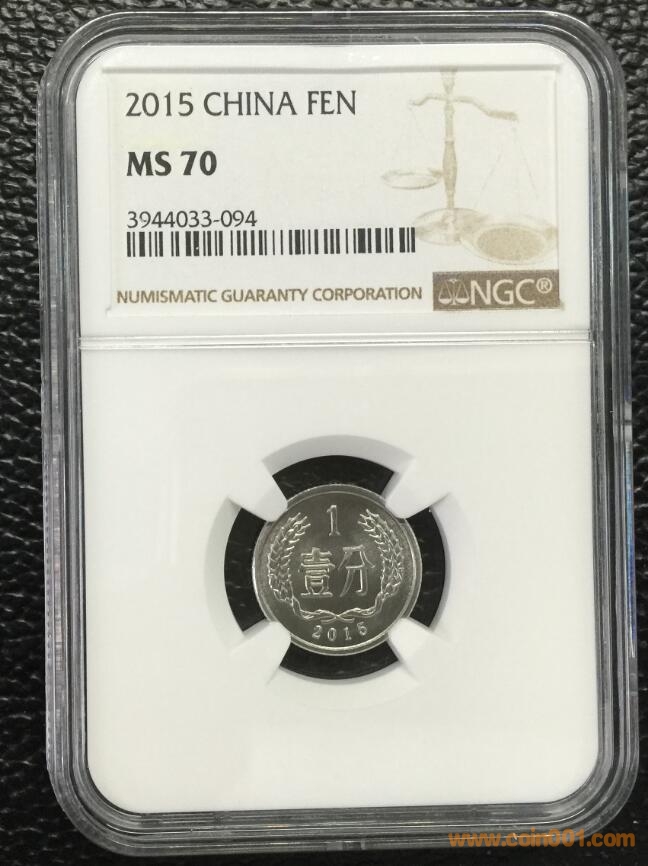 2015 CHINA FEN
MS 70
3944033-094
NUMISMATIC GUARANTY CORPORATION
NGC®
1
壹分
2015
www.coin001.com